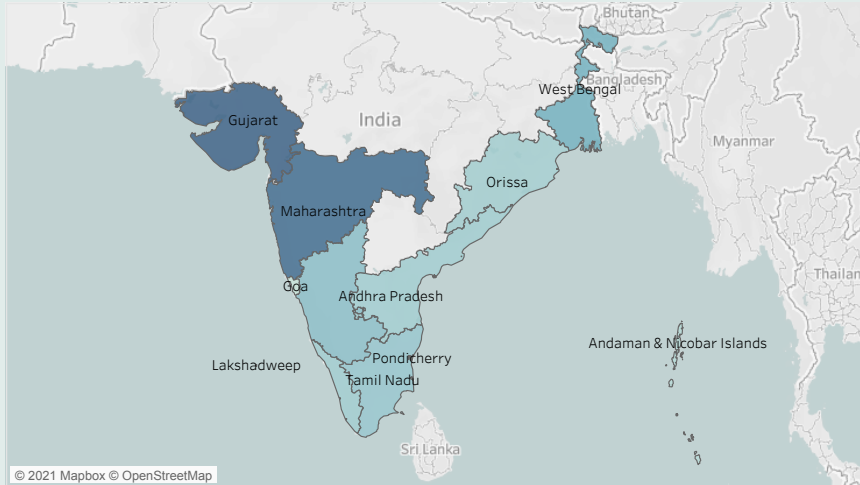 Bhutan
Bangladesh
West Bengal
Gujarat
India
Myanmar
Orissa
Maharashtra
Goa
Andhra Pradesh
Thailan
Andaman & Nicobar Islands
Pondicherry
Lakshadweep
Tamil Nadu
Sri Lanka
© 2021 Mapbox © OpenStreetMap